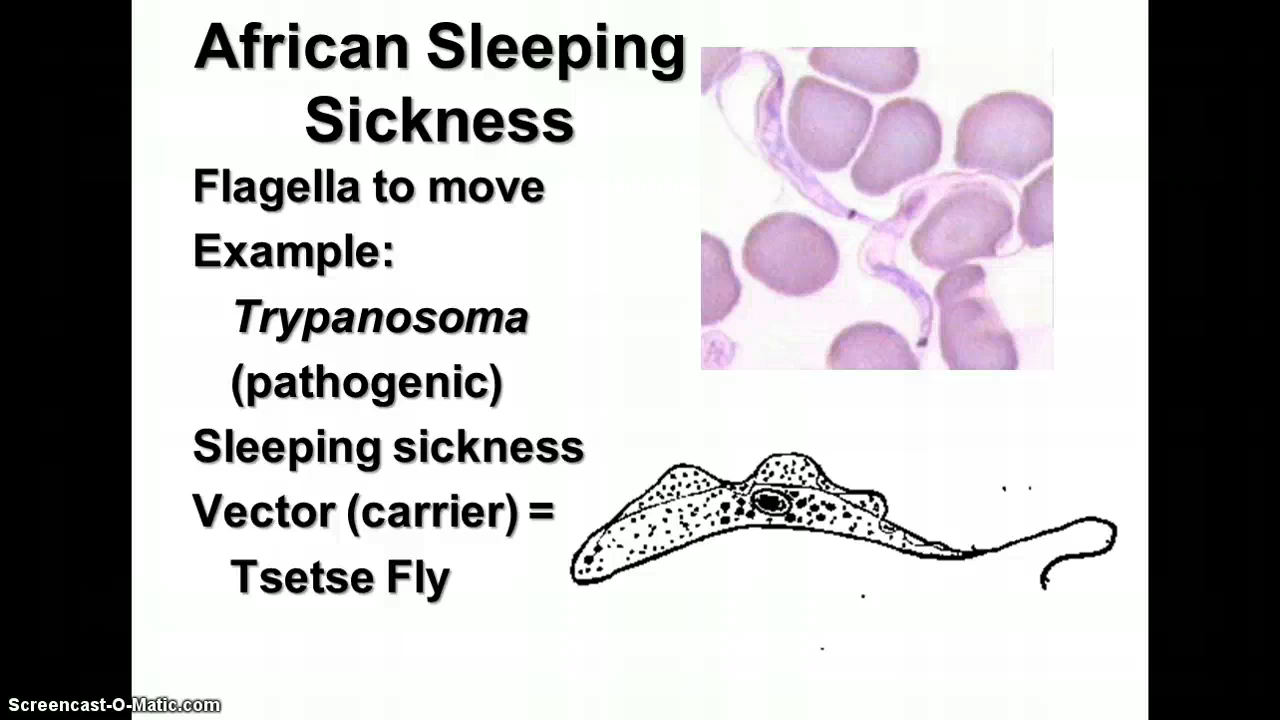 African Sleeping
Sickness
Flagella to move
Example:
Trypanosoma
(pathogenic)
Sleeping sickness
Vector (carrier) =
Tsetse Fly
Screencast-O-Matic.com